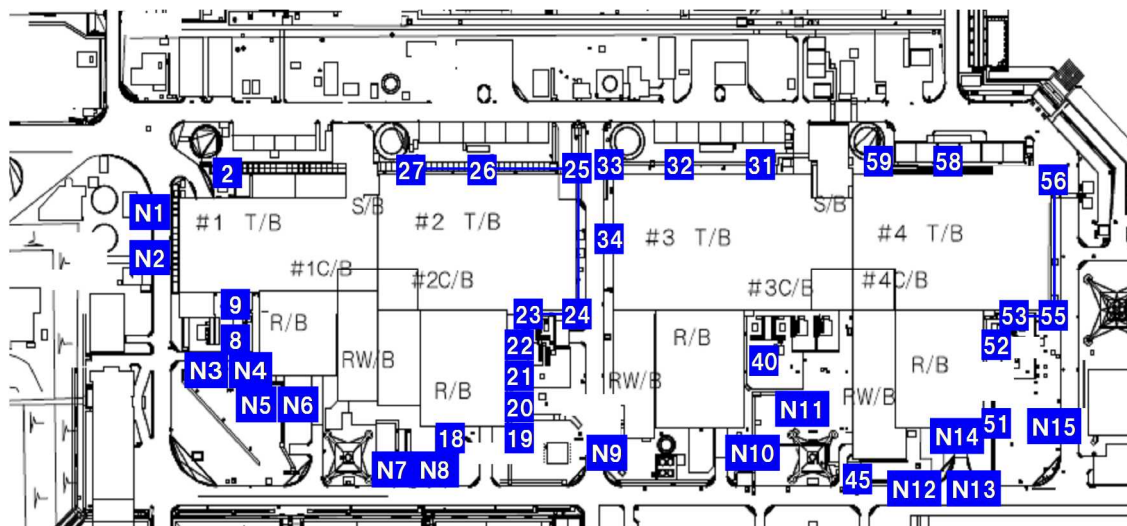 33
27 26 25 32 31 59 58
2 56
N1 S/B S/B
#1 T/B #2 T/B #3 T/B #4 T/B
34
N2 #1C/B #2C/B #3C/B #4C/B
9 23 24 53 55
R/B R/B
8 22 52
N3 N4 RW/B 40 R/B
21 RW/B
R/B RW/B
N5 N6 20 N11
18 19 51 N14 N15
N7 N8 N9 N10
45 N12 N13